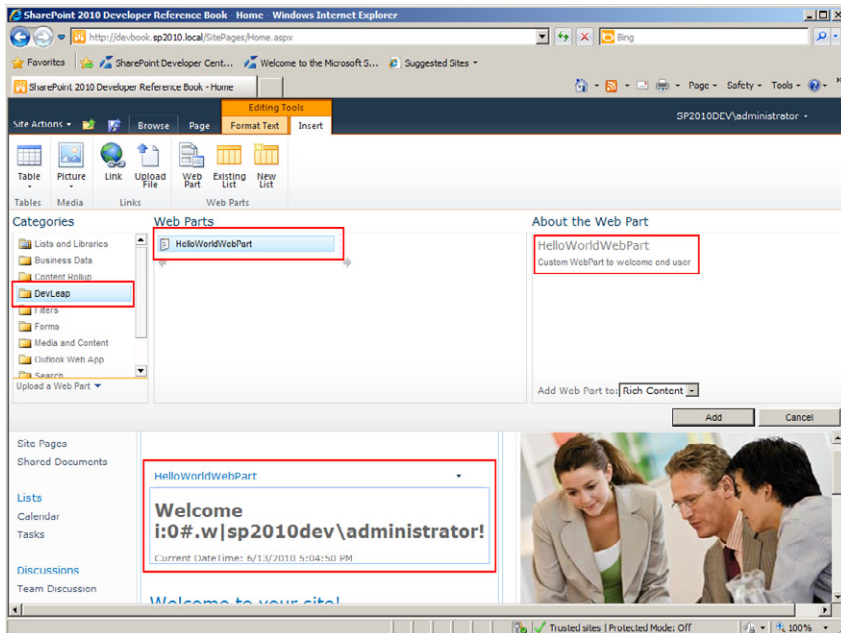 SharePoint 2010 Developer Reference Book - Home - Windows Internet Explorer
http://devbook.sp2010.local/SitePages/Home.aspx
Bing
Favorites
SharePoint Developer Cent...
Welcome to the Microsoft S...
Suggested Sites
SharePoint 2010 Developer Reference Book - Home
Page
Safety
Tools
Editing Tools
Site Actions
Browse
Page
Format Text
Insert
SP2010DEV\administrator
Table
Picture
Link
Upload File
Web Part
Existing List
New List
Tables
Media
Links
Web Parts
Categories
Web Parts
About the Web Part
Lists and Libraries
Business Data
Content Rollup
DevLeap
Filters
Forms
Media and Content
Outlook Web App
Search
Upload a Web Part
HelloWorldWebPart
HelloWorldWebPart
Custom WebPart to welcome end user
Add Web Part to: Rich Content
Add
Cancel
Site Pages
Shared Documents
Lists
Calendar
Tasks
Discussions
Team Discussion
HelloWorldWebPart
Welcome
i:0#.w|sp2010dev\administrator!
Current DateTime: 6/13/2010 5:04:50 PM
Welcome to your site!
Trusted sites | Protected Mode: Off
100%